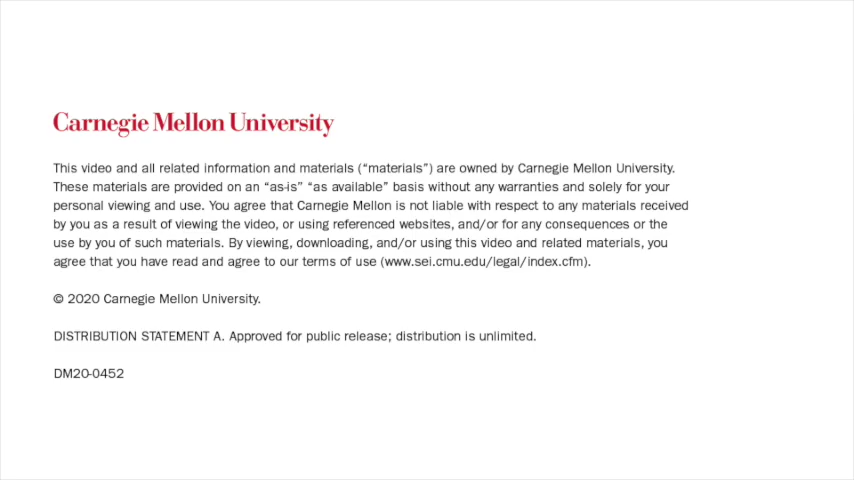 Carnegie Mellon University
This video and all related information and materials (“materials”) are owned by Carnegie Mellon University.
These materials are provided on an “as-is” “as available” basis without any warranties and solely for your
personal viewing and use. You agree that Carnegie Mellon is not liable with respect to any materials received
by you as a result of viewing the video, or using referenced websites, and/or for any consequences or the
use by you of such materials. By viewing, downloading, and/or using this video and related materials, you
agree that you have read and agree to our terms of use (www.sei.cmu.edu/legal/index.cfm).
© 2020 Carnegie Mellon University.
DISTRIBUTION STATEMENT A. Approved for public release; distribution is unlimited.
DM20-0452